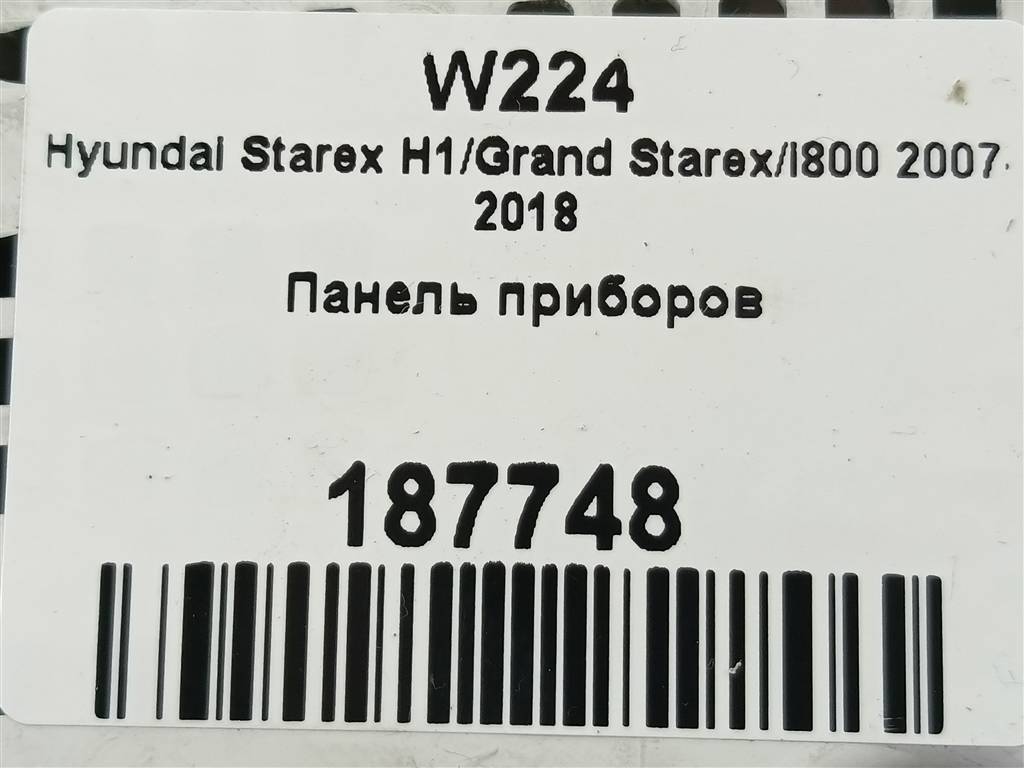 W224
Hyundai Starex H1/Grand Starex/I800 2007-
2018
Панель приборов
187748